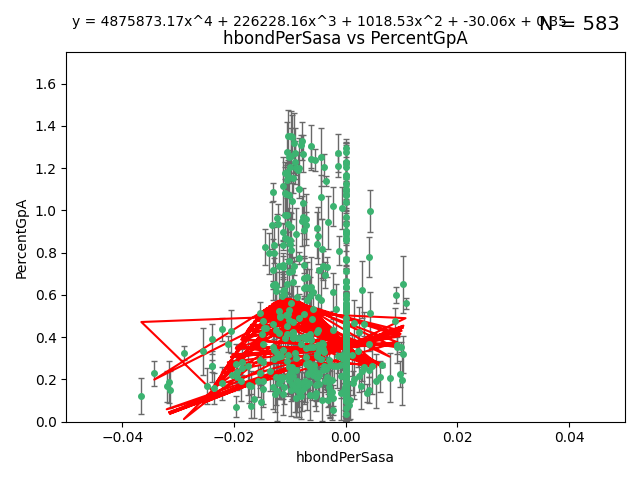 y = 4875873.17x^4 + 226228.16x^3 + 1018.53x^2 + -30.06x + 0.35
N = 583
hbondPerSasa vs PercentGpA
PercentGpA
1.6
1.4
1.2
1.0
0.8
0.6
0.4
0.2
0.0
−0.04 −0.02 0.00 0.02 0.04
hbondPerSasa